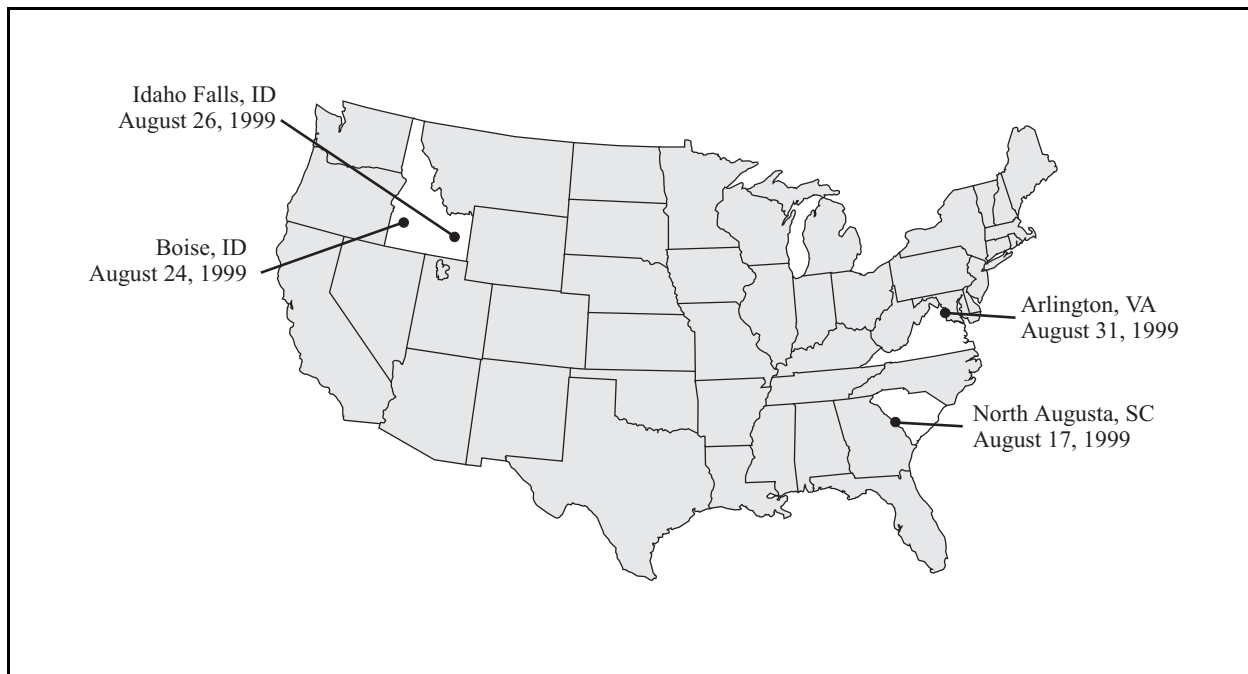 Idaho Falls, ID
August 26, 1999
Boise, ID
August 24, 1999
Arlington, VA
August 31, 1999
North Augusta, SC
August 17, 1999